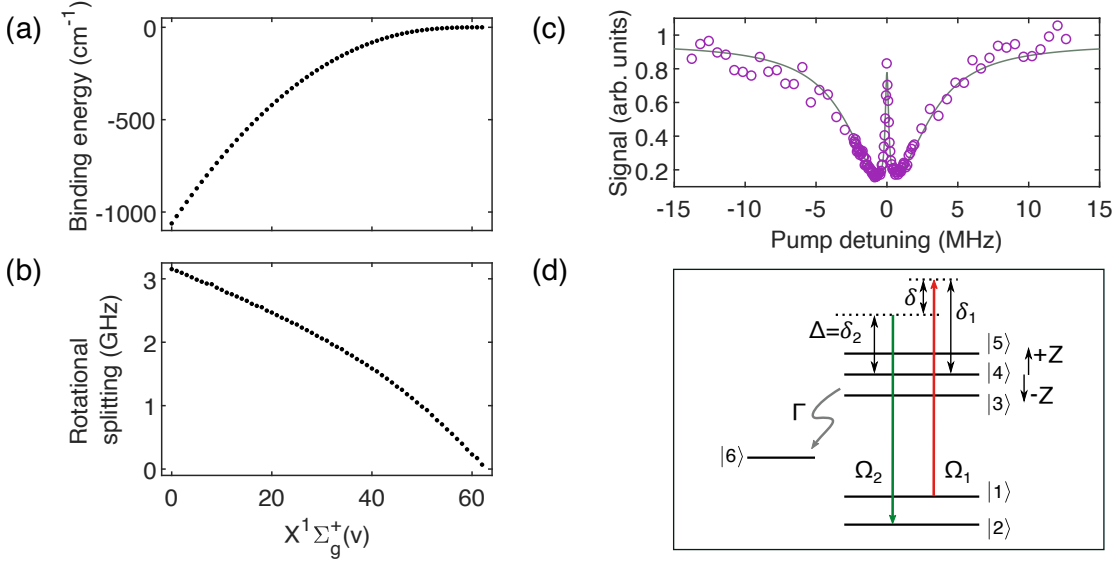 (a)
Binding energy (cm⁻¹)
0
-500
-1000
(b)
Rotational
splitting (GHz)
3
2
1
0
0 20 40 60
X¹Σg⁺(v)
(c)
Signal (arb. units)
1
0.8
0.6
0.4
0.2
-15 -10 -5 0 5 10 15
Pump detuning (MHz)
(d)
δ
δ₁
Δ=δ₂
|5⟩
+Z
|4⟩
|3⟩
-Z
Γ
|6⟩
Ω₂ Ω₁
|1⟩
|2⟩